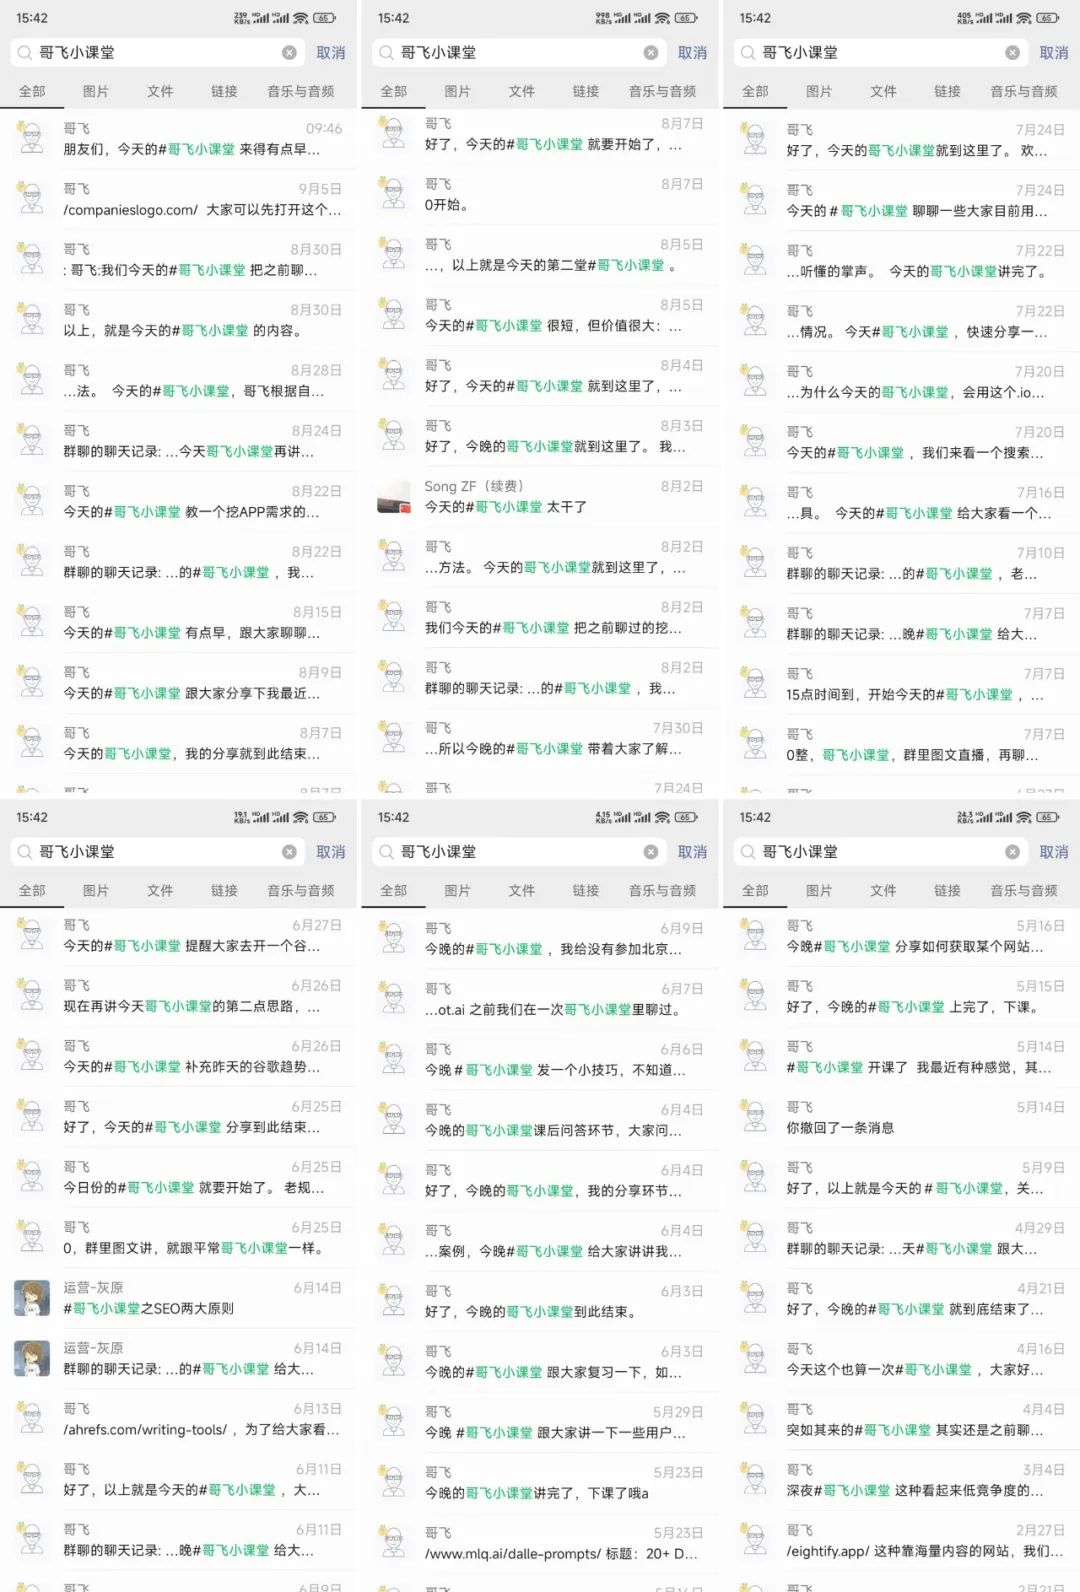 15:42 239 KB/s HD HD 65
哥飞小课堂 取消
全部 图片 文件 链接 音乐与音频
哥飞 09:46
朋友们，今天的#哥飞小课堂 来得有点早...
哥飞 9月5日
/companieslogo.com/ 大家可以先打开这个...
哥飞 8月30日
: 哥飞:我们今天的#哥飞小课堂 把之前聊...
哥飞 8月30日
以上，就是今天的#哥飞小课堂 的内容。
哥飞 8月28日
...法。 今天的#哥飞小课堂，哥飞根据自...
哥飞 8月24日
群聊的聊天记录: ...今天哥飞小课堂再讲...
哥飞 8月22日
今天的#哥飞小课堂 教一个挖APP需求的...
哥飞 8月22日
群聊的聊天记录: ...的#哥飞小课堂 ，我...
哥飞 8月15日
今天的#哥飞小课堂 有点早，跟大家聊聊...
哥飞 8月9日
今天的#哥飞小课堂 跟大家分享下我最近...
哥飞 8月7日
今天的哥飞小课堂，我的分享就到此结束...
15:42 998 KB/s HD HD 65
哥飞小课堂 取消
全部 图片 文件 链接 音乐与音频
哥飞 8月7日
好了，今天的#哥飞小课堂 就要开始了，...
哥飞 8月7日
0开始。
哥飞 8月5日
...，以上就是今天的第二堂#哥飞小课堂 。
哥飞 8月5日
今天的#哥飞小课堂 很短，但价值很大：...
哥飞 8月4日
好了，今天的#哥飞小课堂 就到这里了，...
哥飞 8月3日
好了，今晚的哥飞小课堂就到这里了。 我...
Song ZF（续费） 8月2日
今天的#哥飞小课堂 太干了
哥飞 8月2日
...方法。 今天的哥飞小课堂就到这里了，...
哥飞 8月2日
我们今天的#哥飞小课堂 把之前聊过的挖...
哥飞 8月2日
群聊的聊天记录: ...的#哥飞小课堂 ，我...
哥飞 7月30日
...所以今晚的#哥飞小课堂 带着大家了解...
哥飞 7月24日
15:42 405 KB/s HD HD 65
哥飞小课堂 取消
全部 图片 文件 链接 音乐与音频
哥飞 7月24日
好了，今天的哥飞小课堂就到这里了。 欢...
哥飞 7月24日
今天的＃哥飞小课堂 聊聊一些大家目前用...
哥飞 7月22日
...听懂的掌声。 今天的哥飞小课堂讲完了。
哥飞 7月22日
...情况。 今天#哥飞小课堂 ，快速分享一...
哥飞 7月20日
...为什么今天的哥飞小课堂，会用这个.io...
哥飞 7月20日
今天的#哥飞小课堂 ，我们来看一个搜索...
哥飞 7月16日
...具。 今天的#哥飞小课堂 给大家看一个...
哥飞 7月10日
群聊的聊天记录: ...的#哥飞小课堂 ，老...
哥飞 7月7日
群聊的聊天记录: ...晚#哥飞小课堂 给大...
哥飞 7月7日
15点时间到，开始今天的#哥飞小课堂 ，...
哥飞 7月7日
0整，哥飞小课堂，群里图文直播，再聊...
15:42 19.1 KB/s HD HD 65
哥飞小课堂 取消
全部 图片 文件 链接 音乐与音频
哥飞 6月27日
今天的#哥飞小课堂 提醒大家去开一个谷...
哥飞 6月26日
现在再讲今天哥飞小课堂的第二点思路，...
哥飞 6月26日
今天的#哥飞小课堂 补充昨天的谷歌趋势...
哥飞 6月25日
好了，今天的#哥飞小课堂 分享到此结束...
哥飞 6月25日
今日份的#哥飞小课堂 就要开始了。 老规...
哥飞 6月25日
0，群里图文讲，就跟平常哥飞小课堂一样。
运营-灰原 6月14日
#哥飞小课堂之SEO两大原则
运营-灰原 6月14日
群聊的聊天记录: ...的#哥飞小课堂 给大...
哥飞 6月13日
/ahrefs.com/writing-tools/ ，为了给大家看...
哥飞 6月11日
好了，以上就是今天的#哥飞小课堂 ，大...
哥飞 6月11日
群聊的聊天记录: ...晚#哥飞小课堂 给大...
15:42 4.15 KB/s HD HD 65
哥飞小课堂 取消
全部 图片 文件 链接 音乐与音频
哥飞 6月9日
今晚的#哥飞小课堂 ，我给没有参加北京...
哥飞 6月7日
...ot.ai 之前我们在一次哥飞小课堂里聊过。
哥飞 6月6日
今晚＃哥飞小课堂 发一个小技巧，不知道...
哥飞 6月4日
今晚的哥飞小课堂课后问答环节，大家问...
哥飞 6月4日
好了，今晚的哥飞小课堂，我的分享环节...
哥飞 6月4日
...案例，今晚#哥飞小课堂 给大家讲讲我...
哥飞 6月3日
好了，今晚的哥飞小课堂到此结束。
哥飞 6月3日
今晚的#哥飞小课堂 跟大家复习一下，如...
哥飞 5月29日
今晚 #哥飞小课堂 跟大家讲一下一些用户...
哥飞 5月23日
今晚的哥飞小课堂讲完了，下课了哦a
哥飞 5月23日
/www.mlq.ai/dalle-prompts/ 标题：20+ D...
15:42 24.3 KB/s HD HD 65
哥飞小课堂 取消
全部 图片 文件 链接 音乐与音频
哥飞 5月16日
今晚#哥飞小课堂 分享如何获取某个网站...
哥飞 5月15日
好了，今晚的#哥飞小课堂 上完了，下课。
哥飞 5月14日
#哥飞小课堂 开课了 我最近有种感觉，其...
哥飞 5月14日
你撤回了一条消息
哥飞 5月9日
好了，以上就是今天的＃哥飞小课堂，关...
哥飞 4月29日
群聊的聊天记录: ...天#哥飞小课堂 跟大...
哥飞 4月21日
好了，今晚的#哥飞小课堂 就到底结束了...
哥飞 4月16日
今天这个也算一次#哥飞小课堂 ，大家好...
哥飞 4月4日
突如其来的#哥飞小课堂 其实还是之前聊...
哥飞 3月4日
深夜#哥飞小课堂 这种看起来低竞争度的...
哥飞 2月27日
/eightify.app/ 这种靠海量内容的网站，我们...